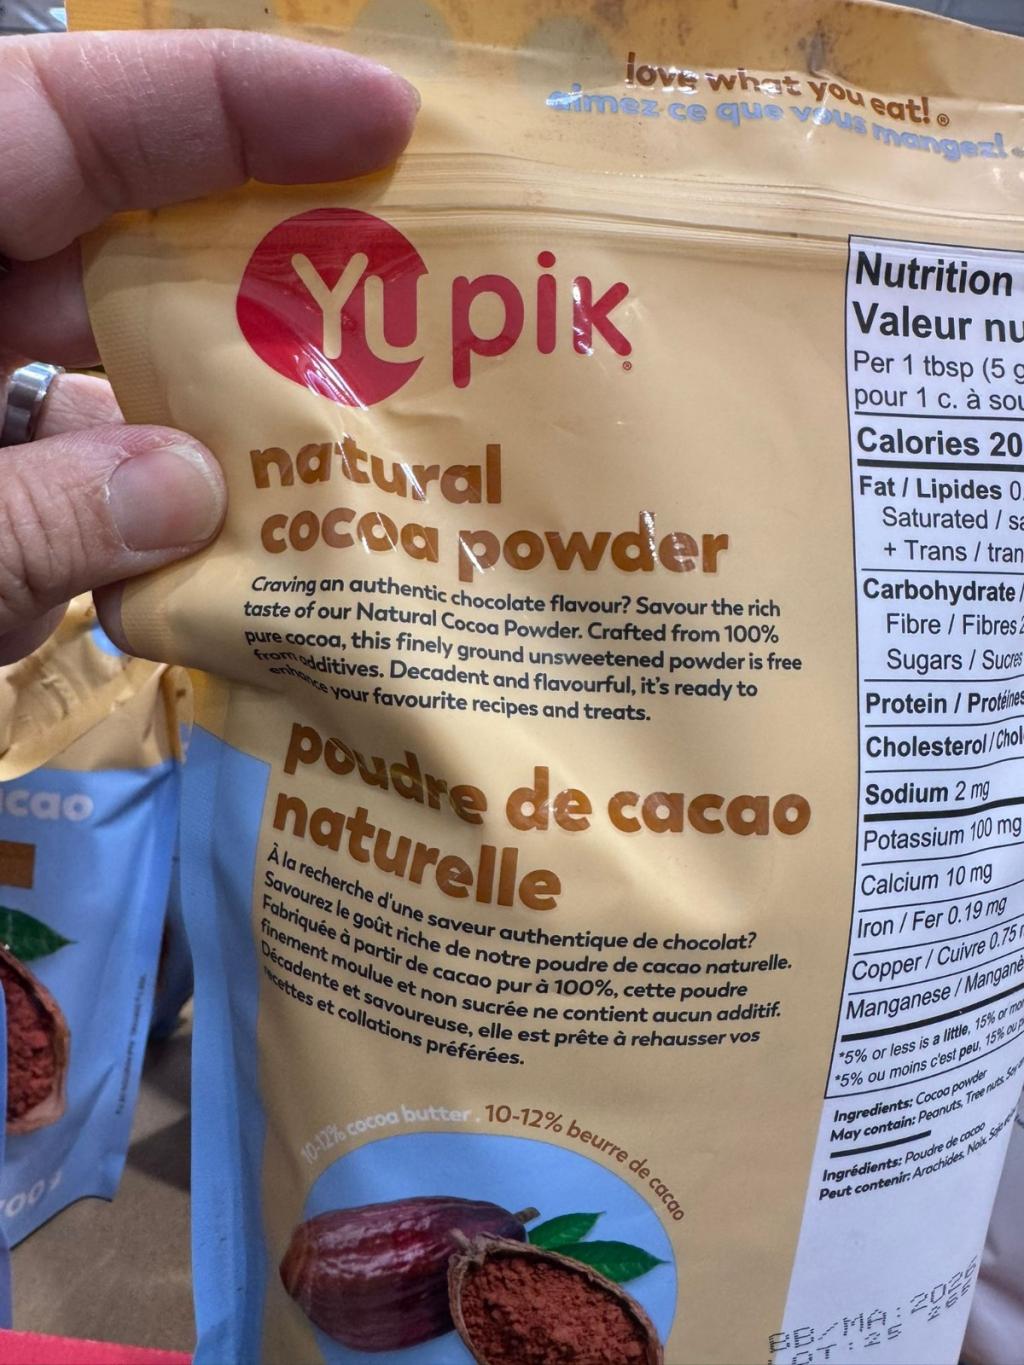 love what you eat!®
aimez ce que vous mangez!
Yupik®
natural
cocoa powder
Craving an authentic chocolate flavour? Savour the rich
taste of our Natural Cocoa Powder. Crafted from 100%
pure cocoa, this finely ground unsweetened powder is free
from additives. Decadent and flavourful, it's ready to
enhance your favourite recipes and treats.
poudre de cacao
naturelle
À la recherche d'une saveur authentique de chocolat?
Savourez le goût riche de notre poudre de cacao naturelle.
Fabriquée à partir de cacao pur à 100%, cette poudre
finement moulue et non sucrée ne contient aucun additif.
Décadente et savoureuse, elle est prête à rehausser vos
recettes et collations préférées.
10-12% cocoa butter . 10-12% beurre de cacao
Nutrition
Valeur
Per 1 tbsp (5
pour 1 c. à
Calories 20
Fat / Lipides
Saturated /
+ Trans /
Carbohydrate /
Fibre / Fibres
Sugars / Sucres
Protein / Protéines
Cholesterol /
Sodium 2 mg
Potassium 100 mg
Calcium 10 mg
Iron / Fer 0.19 mg
Copper / Cuivre 0.75
Manganese /
*5% or less is a little, 15% or
*5% ou moins c'est peu, 15% ou
Ingredients: Cocoa powder
May contain: Peanuts, Tree nuts,
Ingrédients: Poudre de cacao
Peut contenir: Arachides, Noix,
BB/MA: